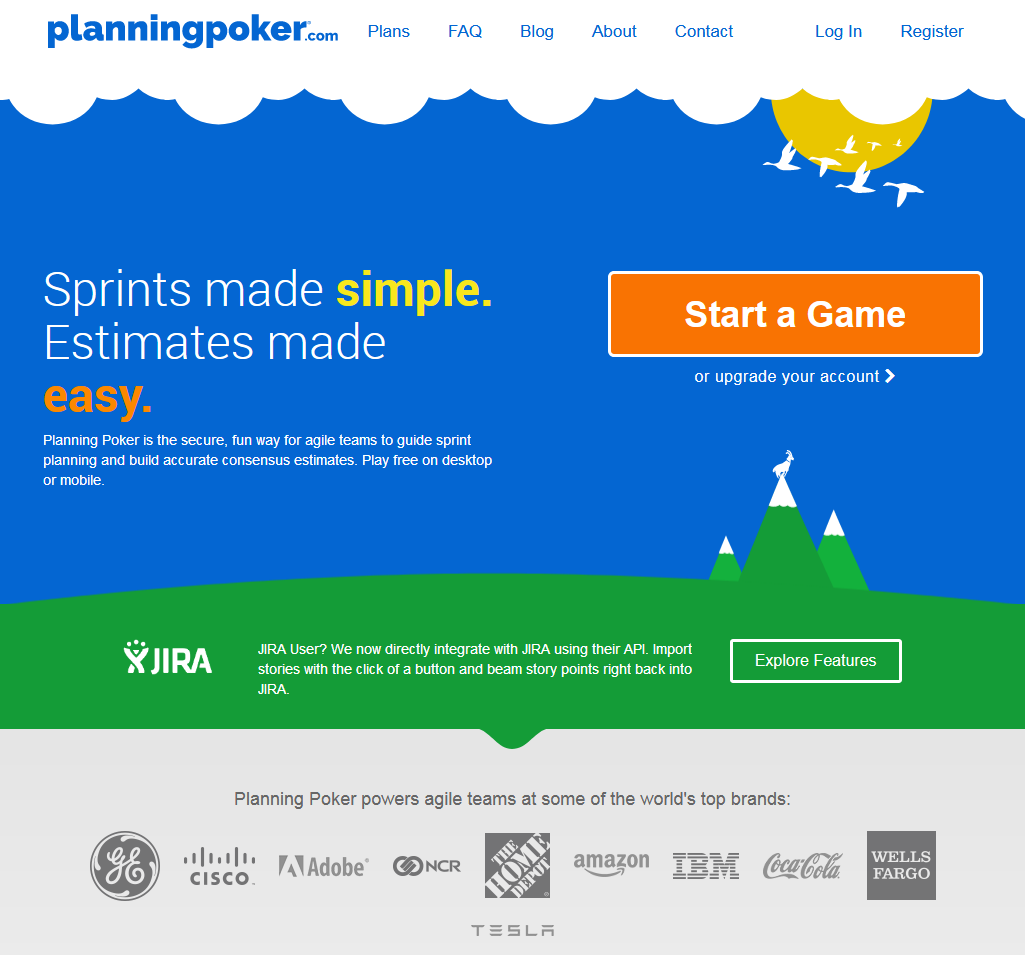 planningpoker.com
Plans FAQ Blog About Contact Log In Register
Sprints made simple.
Estimates made
easy.
Planning Poker is the secure, fun way for agile teams to guide sprint
planning and build accurate consensus estimates. Play free on desktop
or mobile.
Start a Game
or upgrade your account
JIRA
JIRA User? We now directly integrate with JIRA using their API. Import
stories with the click of a button and beam story points right back into
JIRA.
Explore Features
Planning Poker powers agile teams at some of the world's top brands:
GE
CISCO
Adobe
NCR
THE
HOME
DEPOT
amazon
IBM
Coca-Cola
WELLS
FARGO
TESLA